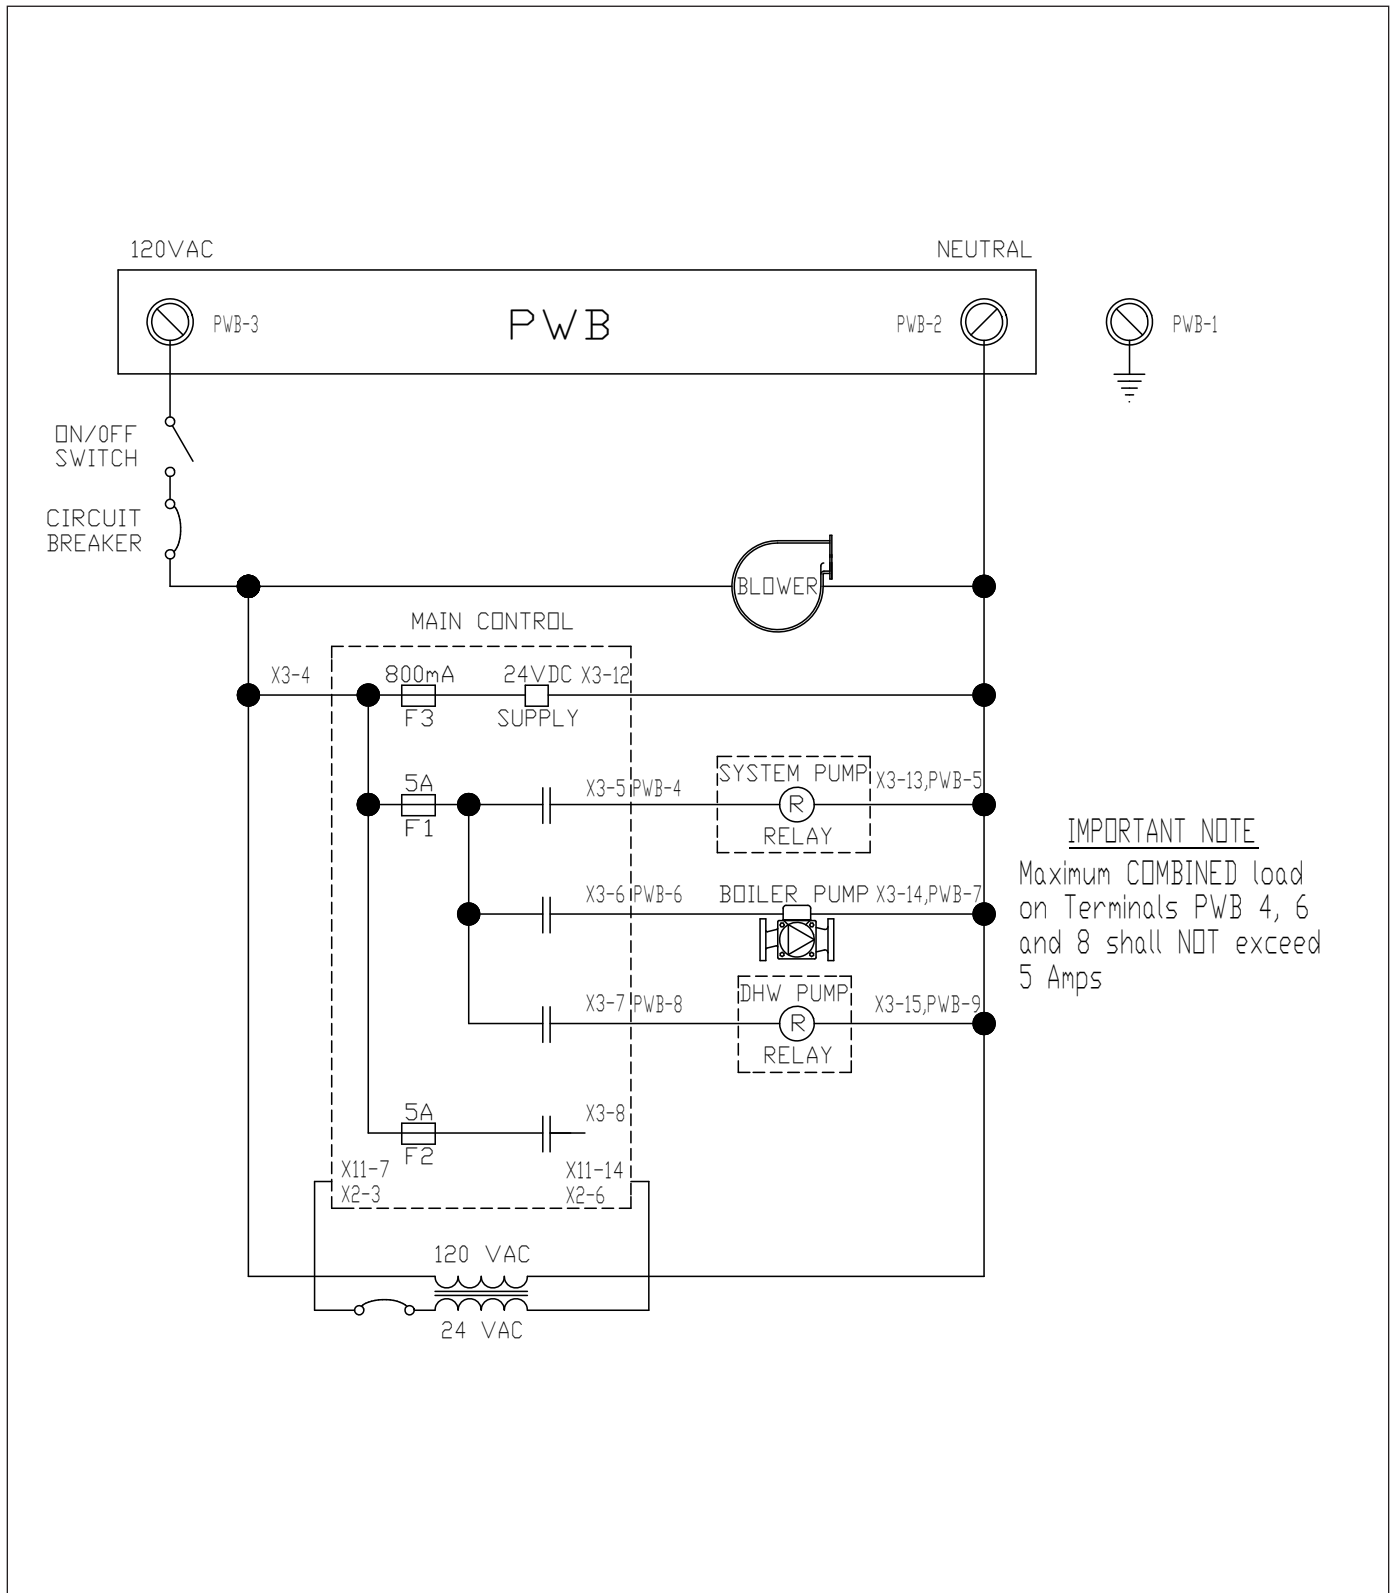 120VAC
NEUTRAL
PWB-3
PWB
PWB-2
PWB-1
ON/OFF
SWITCH
CIRCUIT
BREAKER
BLOWER
MAIN CONTROL
X3-4
800mA
24VDC
X3-12
F3
SUPPLY
5A
X3-5
PWB-4
SYSTEM PUMP
X3-13,PWB-5
R
F1
RELAY
IMPORTANT NOTE
Maximum COMBINED load
on Terminals PWB 4, 6
and 8 shall NOT exceed
5 Amps
X3-6
PWB-6
BOILER PUMP
X3-14,PWB-7
X3-7
PWB-8
DHW PUMP
X3-15,PWB-9
R
RELAY
5A
X3-8
F2
X11-7
X11-14
X2-3
X2-6
120 VAC
24 VAC